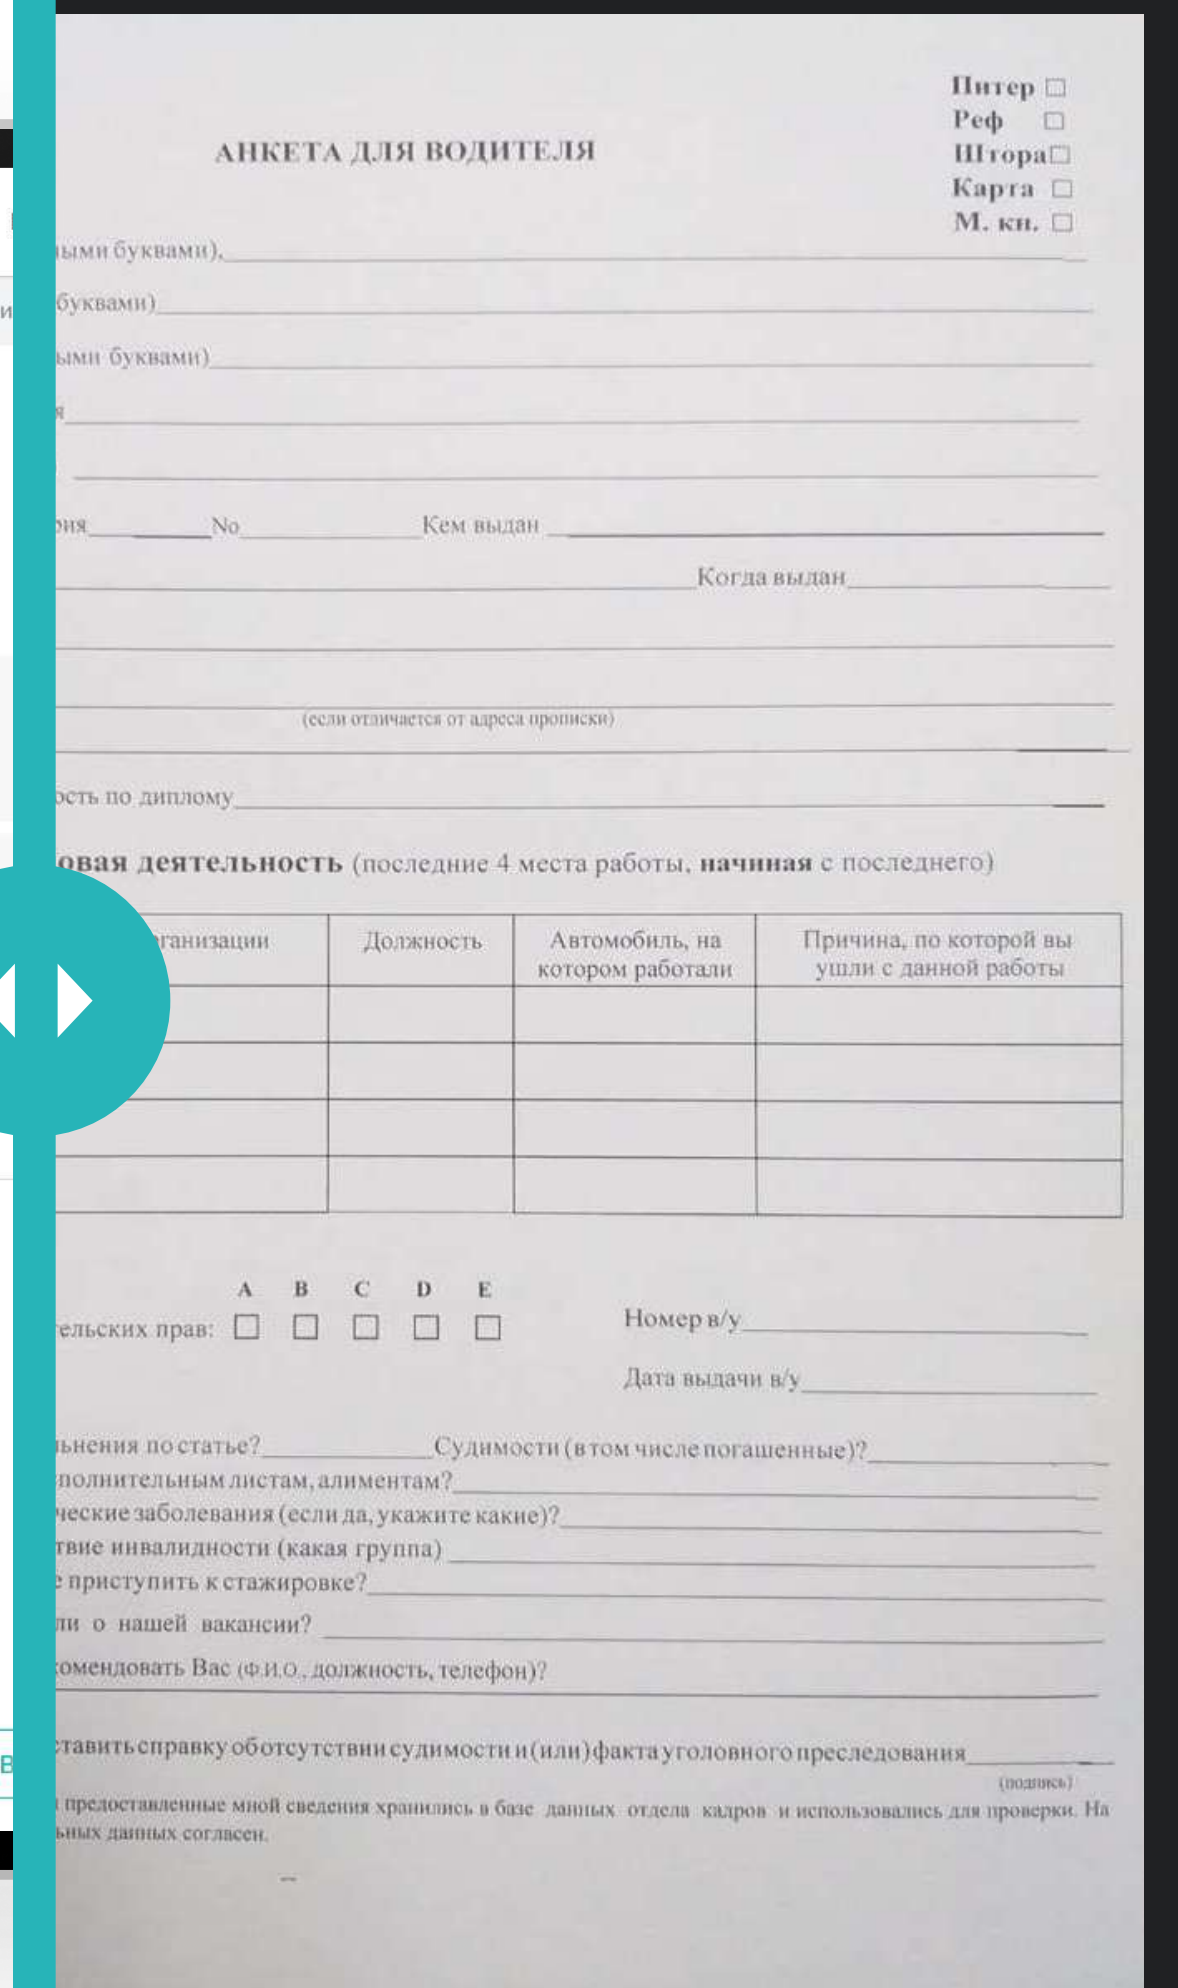 Питер
Реф
АНКЕТА ДЛЯ ВОДИТЕЛЯ
Штора
Карта
М. кн.
ными буквами),
буквами)
ыми буквами)
я
рия No Кем выдан
Когда выдан
(если отличается от адреса прописки)
ость по диплому
овая деятельность (последние 4 места работы, начиная с последнего)
рганизации Должность Автомобиль, на котором работали Причина, по которой вы ушли с данной работы
A B C D E
ельских прав: Номер в/у
Дата выдачи в/у
ьнения по статье? Судимости (в том числе погашенные)?
полнительным листам, алиментам?
ческие заболевания (если да, укажите какие)?
твие инвалидности (какая группа)
е приступить к стажировке?
ли о нашей вакансии?
комендовать Вас (Ф.И.О., должность, телефон)?
ставить справку об отсутствии судимости и (или) факта уголовного преследования
(подпись)
предоставленные мной сведения хранились в базе данных отдела кадров и использовались для проверки. На
ьных данных согласен.
и
В